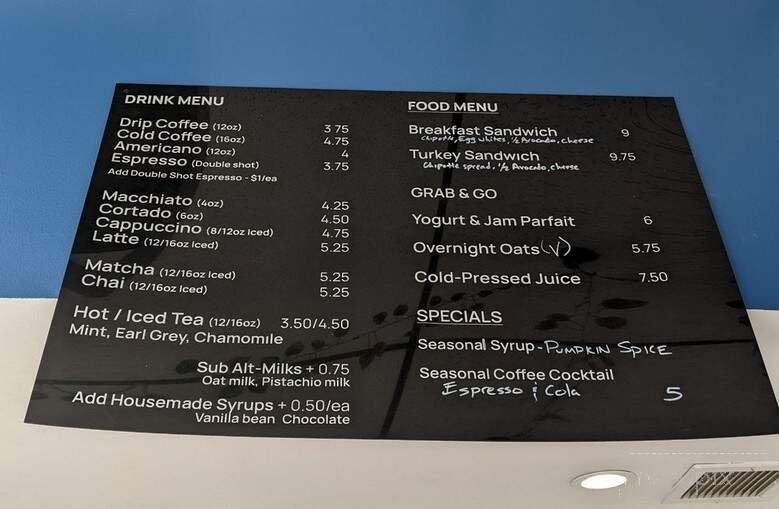 DRINK MENU
Drip Coffee (12oz) 3 75
Cold Coffee (16oz) 4.75
Americano (12oz) 4
Espresso (Double shot) 3.75
Add Double Shot Espresso - $1/ea
Macchiato (4oz) 4.25
Cortado (6oz) 4.50
Cappuccino (8/12oz Iced) 4.75
Latte (12/16oz Iced) 5.25
Matcha (12/16oz Iced) 5.25
Chai (12/16oz Iced) 5.25
Hot / Iced Tea (12/16oz) 3.50/4.50
Mint, Earl Grey, Chamomile
Sub Alt-Milks + 0.75
Oat milk, Pistachio milk
Add Housemade Syrups + 0.50/ea
Vanilla bean Chocolate
FOOD MENU
Breakfast Sandwich 9
Chipotle, Egg whites, 1/2 Avocado, cheese
Turkey Sandwich 9.75
Chipotle spread, 1/2 Avocado, cheese
GRAB & GO
Yogurt & Jam Parfait 6
Overnight Oats (V) 5.75
Cold-Pressed Juice 7.50
SPECIALS
Seasonal Syrup - PUMPKIN SPICE
Seasonal Coffee Cocktail
Espresso & Cola 5